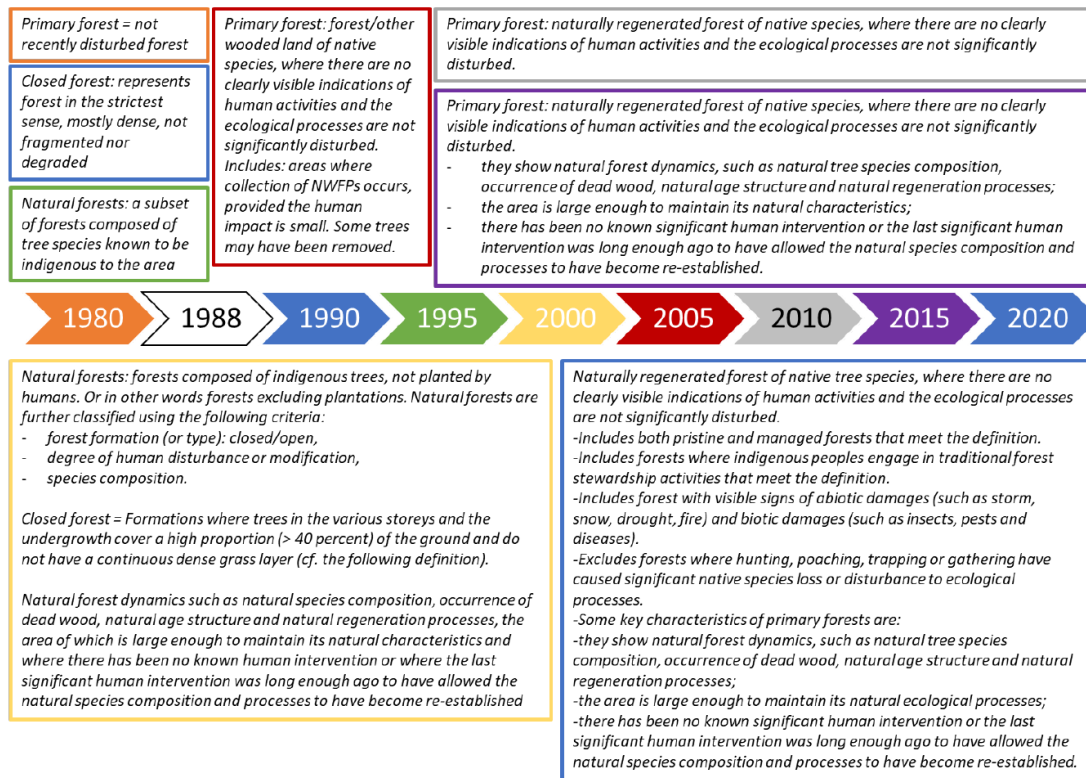 Primary forest = not
recently disturbed forest
Closed forest: represents
forest in the strictest
sense, mostly dense, not
fragmented nor
degraded
Natural forests: a subset
of forests composed of
tree species known to be
indigenous to the area
Primary forest: forest/other
wooded land of native
species, where there are no
clearly visible indications of
human activities and the
ecological processes are not
significantly disturbed.
Includes: areas where
collection of NWFPs occurs,
provided the human
impact is small. Some trees
may have been removed.
Primary forest: naturally regenerated forest of native species, where there are no clearly
visible indications of human activities and the ecological processes are not significantly
disturbed.
Primary forest: naturally regenerated forest of native species, where there are no clearly
visible indications of human activities and the ecological processes are not significantly
disturbed.
- they show natural forest dynamics, such as natural tree species composition,
occurrence of dead wood, natural age structure and natural regeneration processes;
- the area is large enough to maintain its natural characteristics;
- there has been no known significant human intervention or the last significant human
intervention was long enough ago to have allowed the natural species composition and
processes to have become re-established.
1980 1988 1990 1995 2000 2005 2010 2015 2020
Natural forests: forests composed of indigenous trees, not planted by
humans. Or in other words forests excluding plantations. Natural forests are
further classified using the following criteria:
- forest formation (or type): closed/open,
- degree of human disturbance or modification,
- species composition.
Closed forest = Formations where trees in the various storeys and the
undergrowth cover a high proportion (> 40 percent) of the ground and do
not have a continuous dense grass layer (cf. the following definition).
Natural forest dynamics such as natural species composition, occurrence of
dead wood, natural age structure and natural regeneration processes, the
area of which is large enough to maintain its natural characteristics and
where there has been no known human intervention or where the last
significant human intervention was long enough ago to have allowed the
natural species composition and processes to have become re-established
Naturally regenerated forest of native tree species, where there are no
clearly visible indications of human activities and the ecological processes
are not significantly disturbed.
-Includes both pristine and managed forests that meet the definition.
-Includes forests where indigenous peoples engage in traditional forest
stewardship activities that meet the definition.
-Includes forest with visible signs of abiotic damages (such as storm,
snow, drought, fire) and biotic damages (such as insects, pests and
diseases).
-Excludes forests where hunting, poaching, trapping or gathering have
caused significant native species loss or disturbance to ecological
processes.
-Some key characteristics of primary forests are:
-they show natural forest dynamics, such as natural tree species
composition, occurrence of dead wood, natural age structure and natural
regeneration processes;
-the area is large enough to maintain its natural ecological processes;
-there has been no known significant human intervention or the last
significant human intervention was long enough ago to have allowed the
natural species composition and processes to have become re-established.